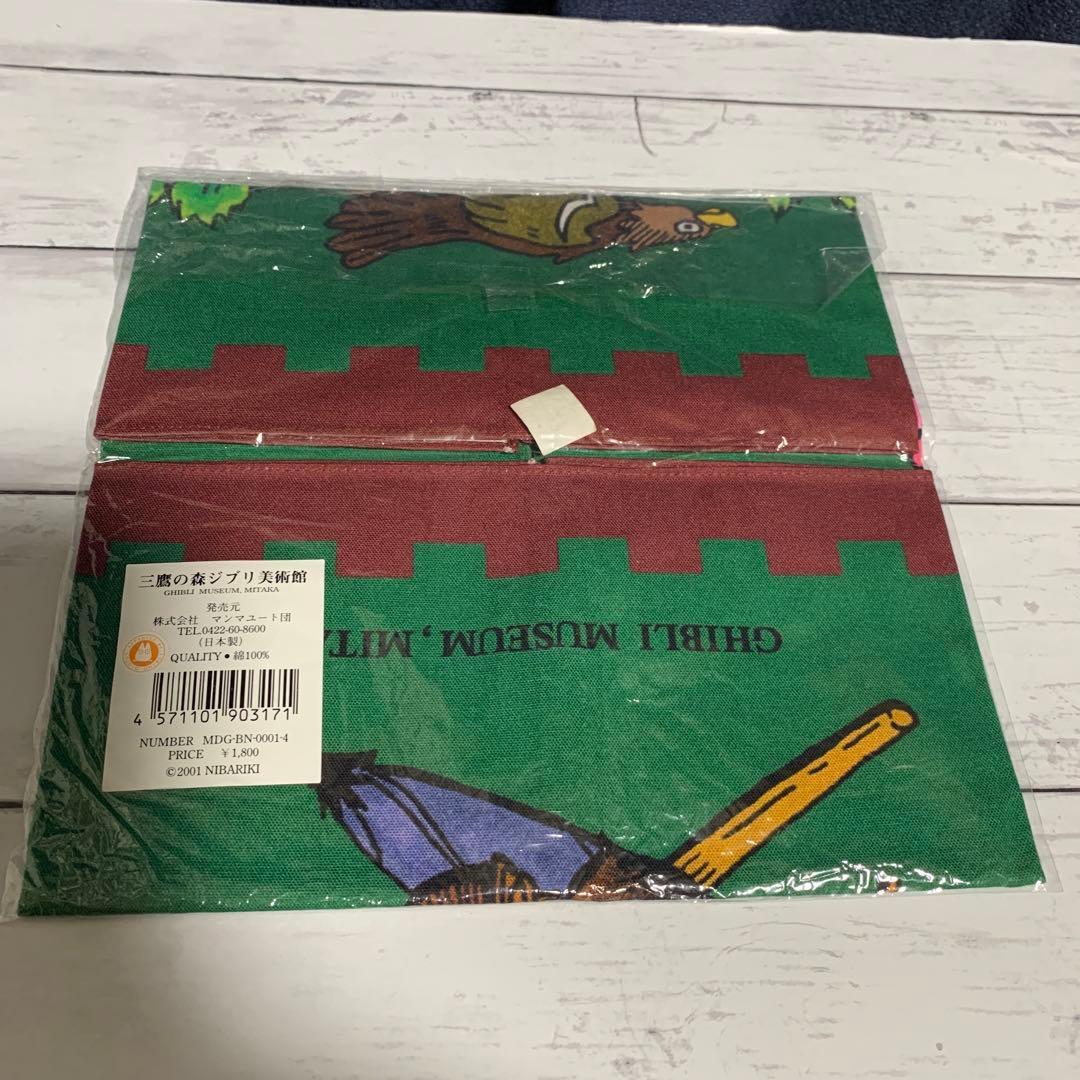 三鷹の森ジブリ美術館
GHIBLI MUSEUM, MITAKA
発売元
株式会社 マンマユート団
TEL.0422-60-8600
(日本製)
QUALITY●綿100%
4 571101 903171
NUMBER MDG-BN-0001-4
PRICE ¥1,800
©2001 NIBARIKI
GHIBLI MUSEUM, MITA